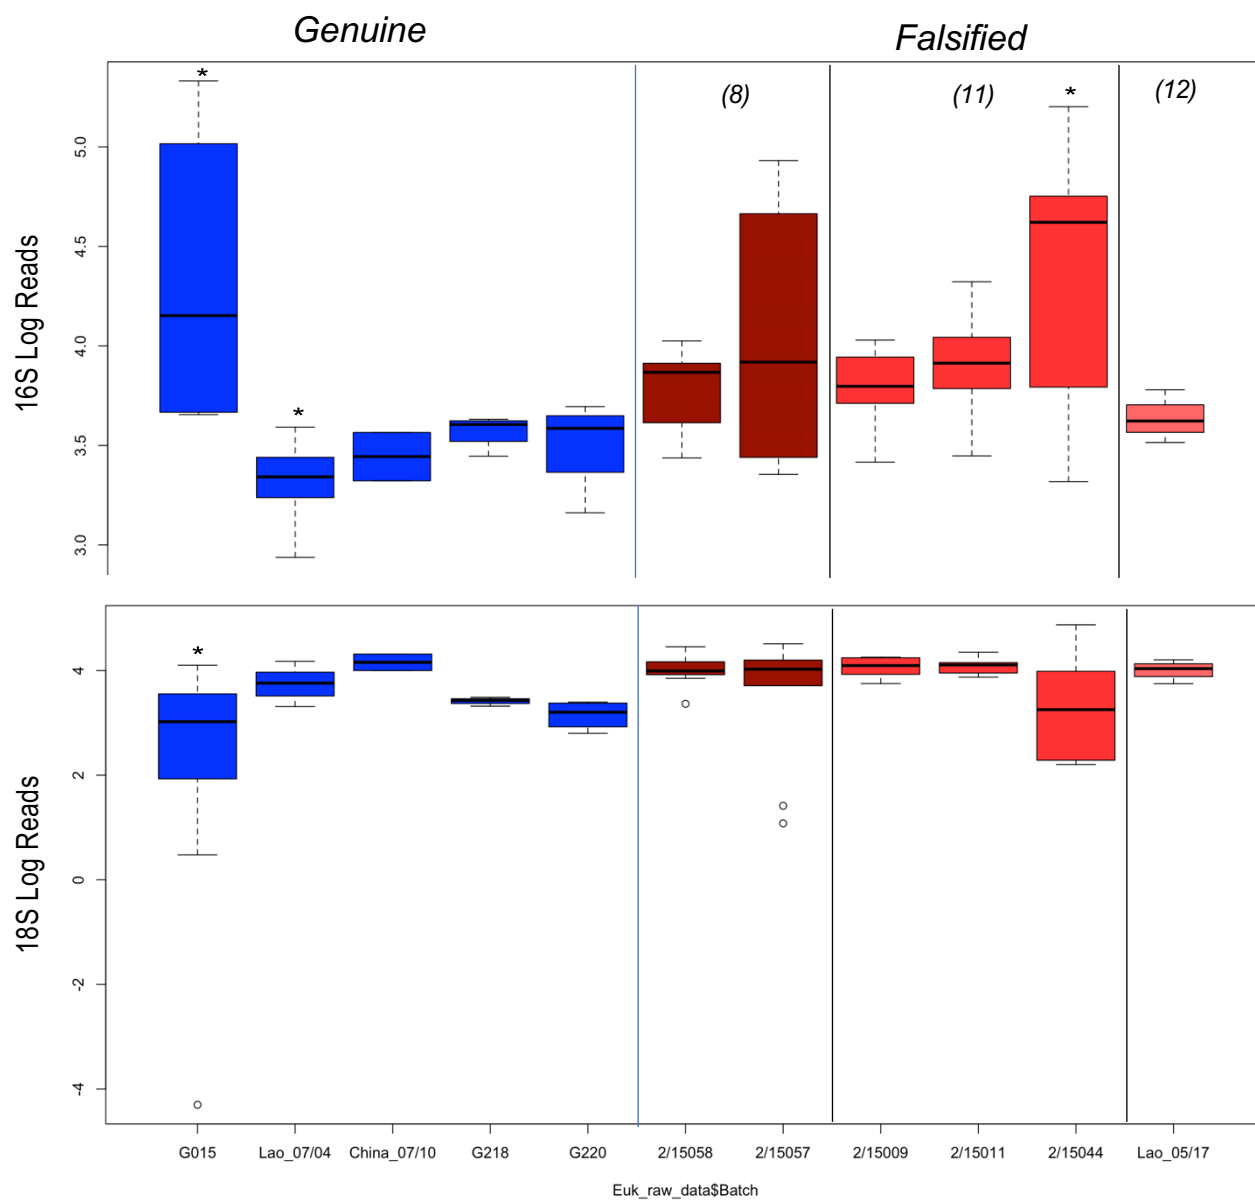 Genuine
Falsified
*
*
(8)
(11)
*
(12)
16S Log Reads
5.0
4.5
4.0
3.5
3.0
*
18S Log Reads
4
2
0
-2
-4
G015 Lao_07/04 China_07/10 G218 G220 2/15058 2/15057 2/15009 2/15011 2/15044 Lao_05/17
Euk_raw_data$Batch